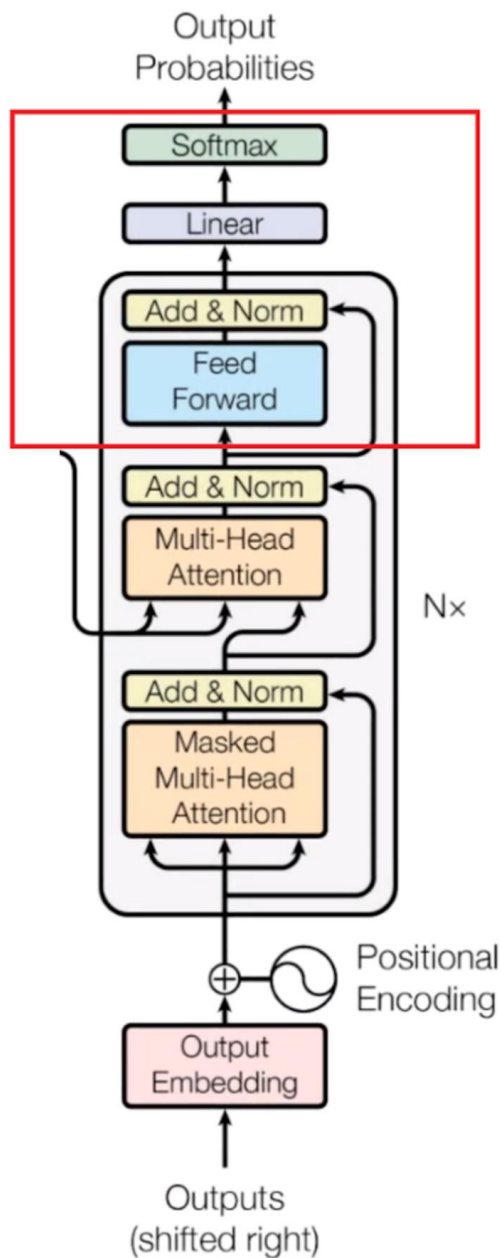 Output
Probabilities
Softmax
Linear
Add & Norm
Feed
Forward
Add & Norm
Multi-Head
Attention
N×
Add & Norm
Masked
Multi-Head
Attention
Positional
Encoding
Output
Embedding
Outputs
(shifted right)